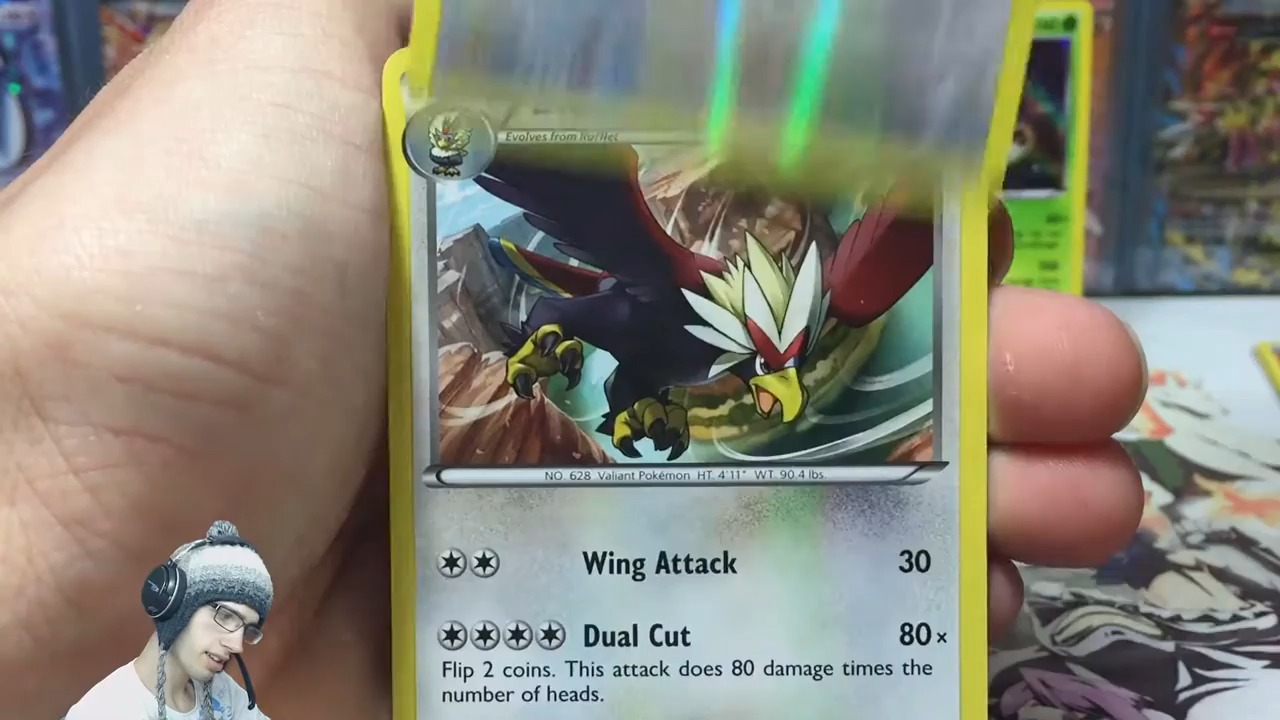 Evolves from Rufflet
NO. 628 Valiant Pokémon HT. 4'11" WT. 90.4 lbs.
Wing Attack 30
Dual Cut 80×
Flip 2 coins. This attack does 80 damage times the
number of heads.